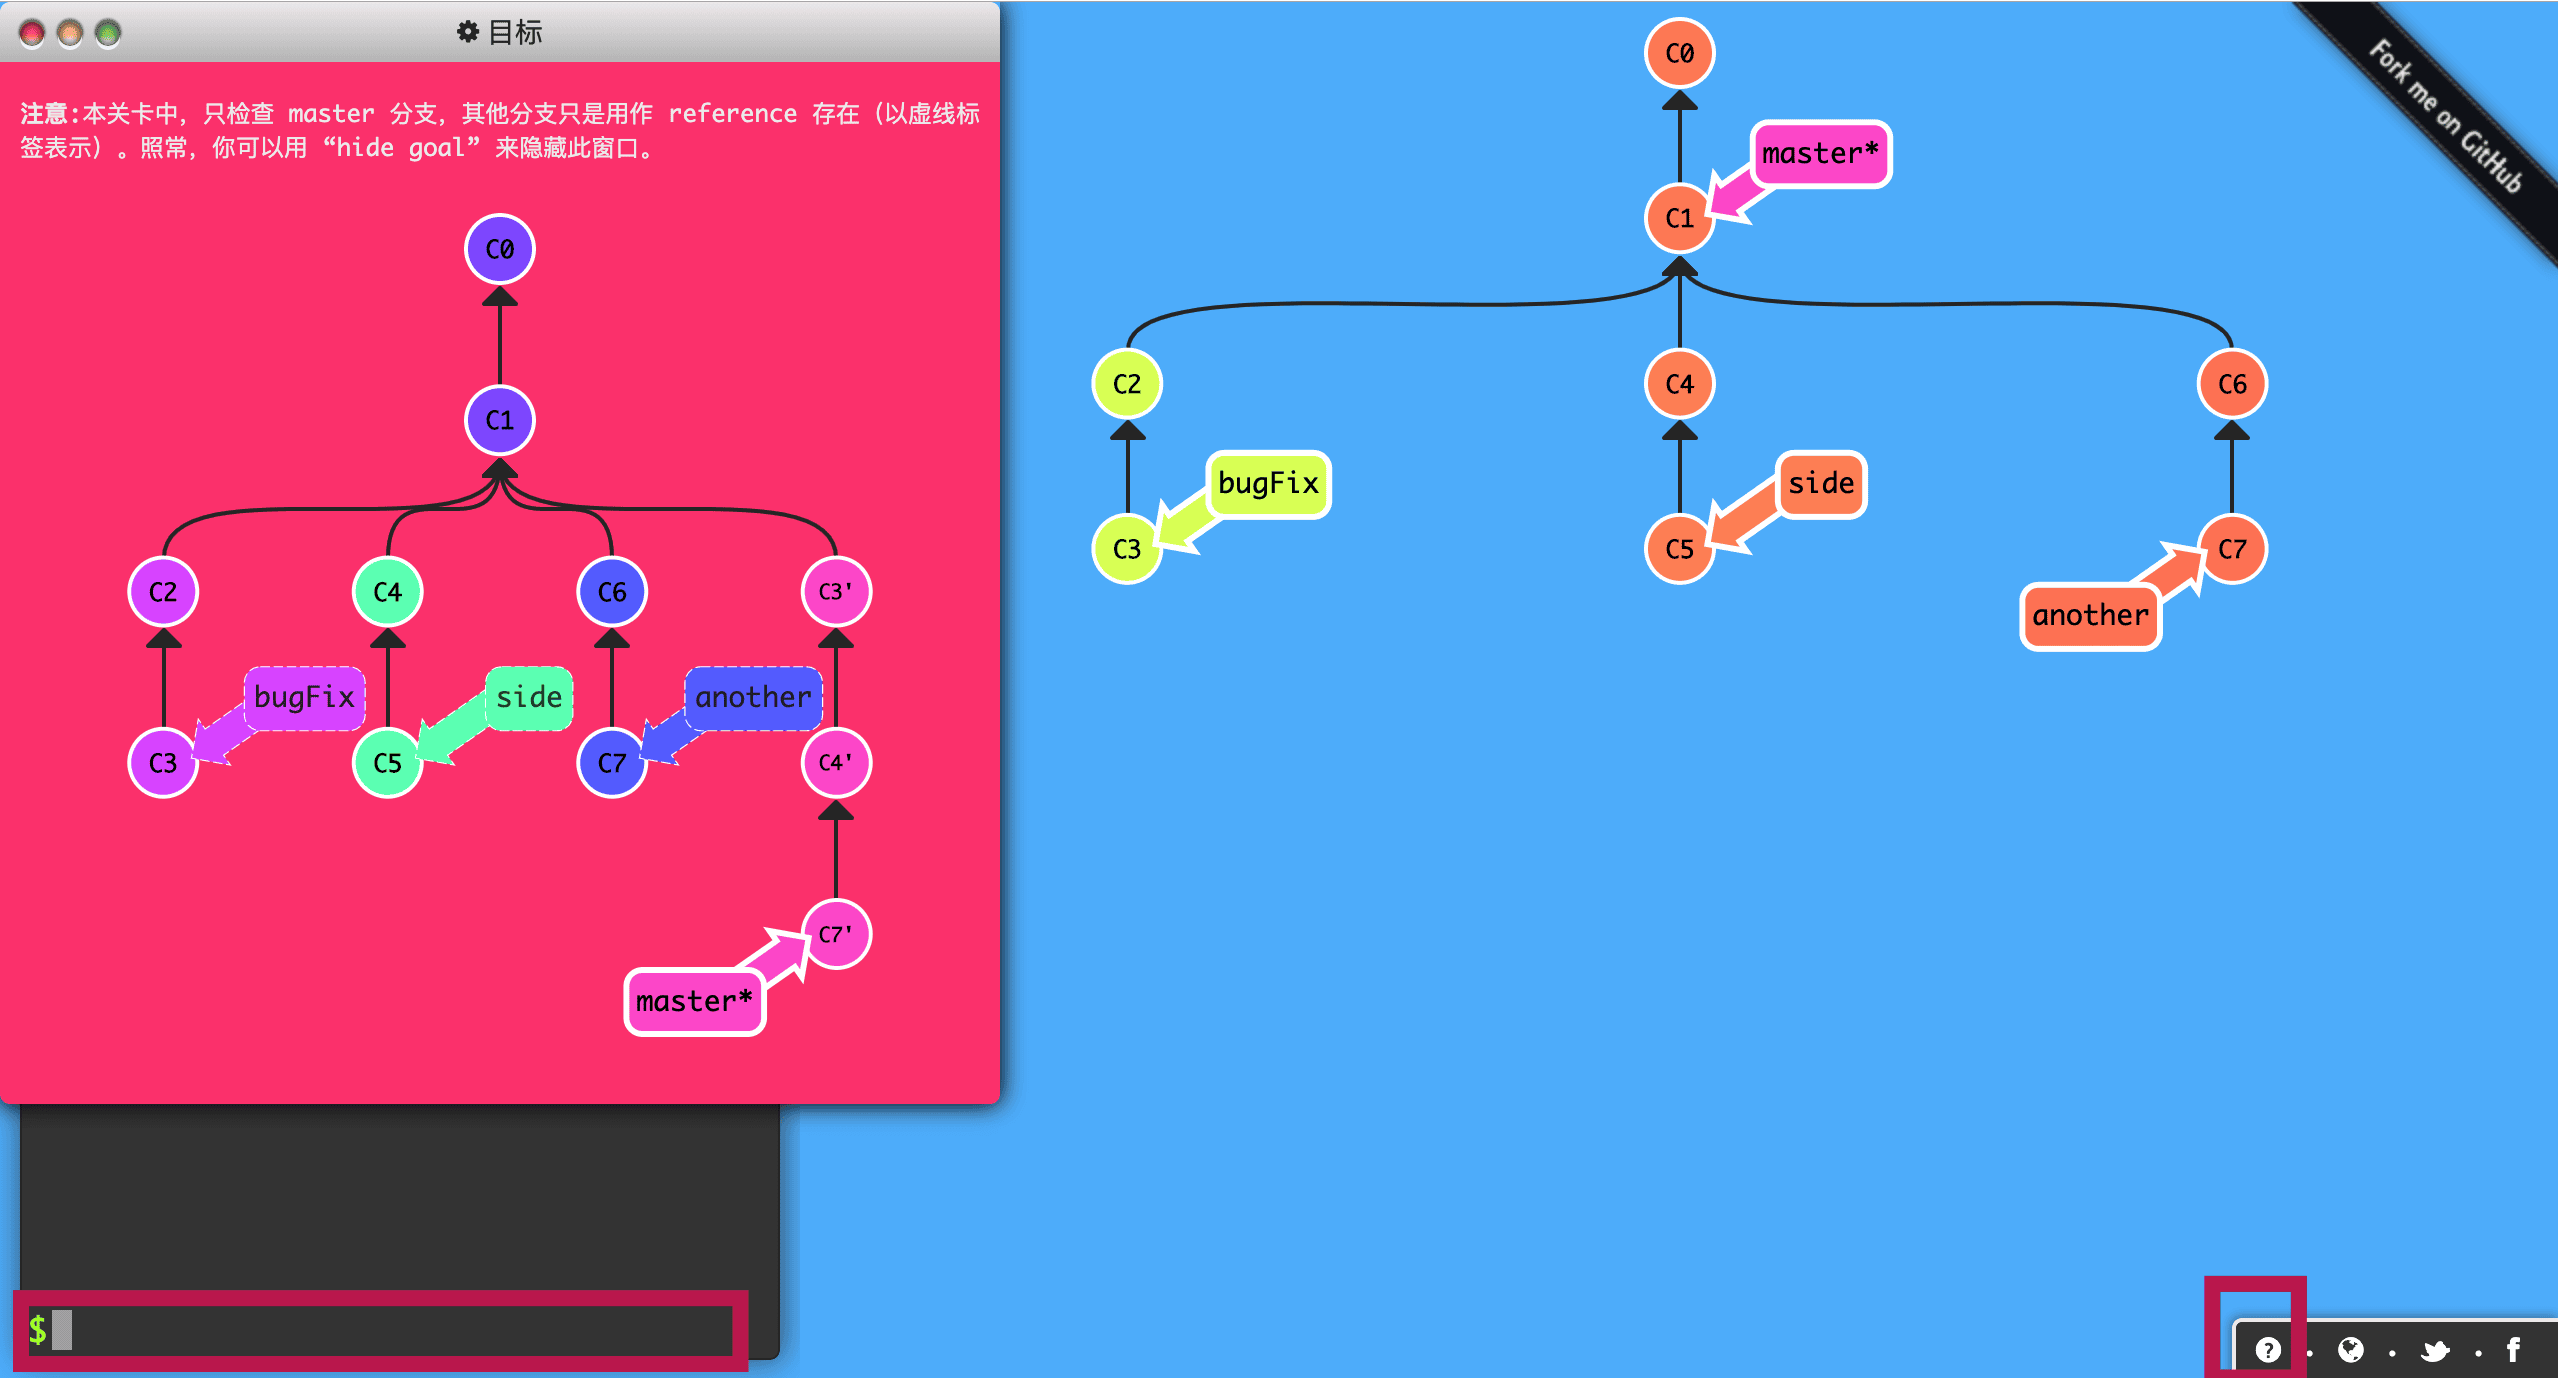 目标
注意:本关卡中，只检查 master 分支，其他分支只是用作 reference 存在（以虚线标
签表示）。照常，你可以用 “hide goal” 来隐藏此窗口。
C0
C1
C2
C4
C6
C3'
bugFix
side
another
C3
C5
C7
C4'
C7'
master*
$
C0
master*
C1
C2
C4
C6
bugFix
side
C3
C5
C7
another
Fork me on GitHub
?
f